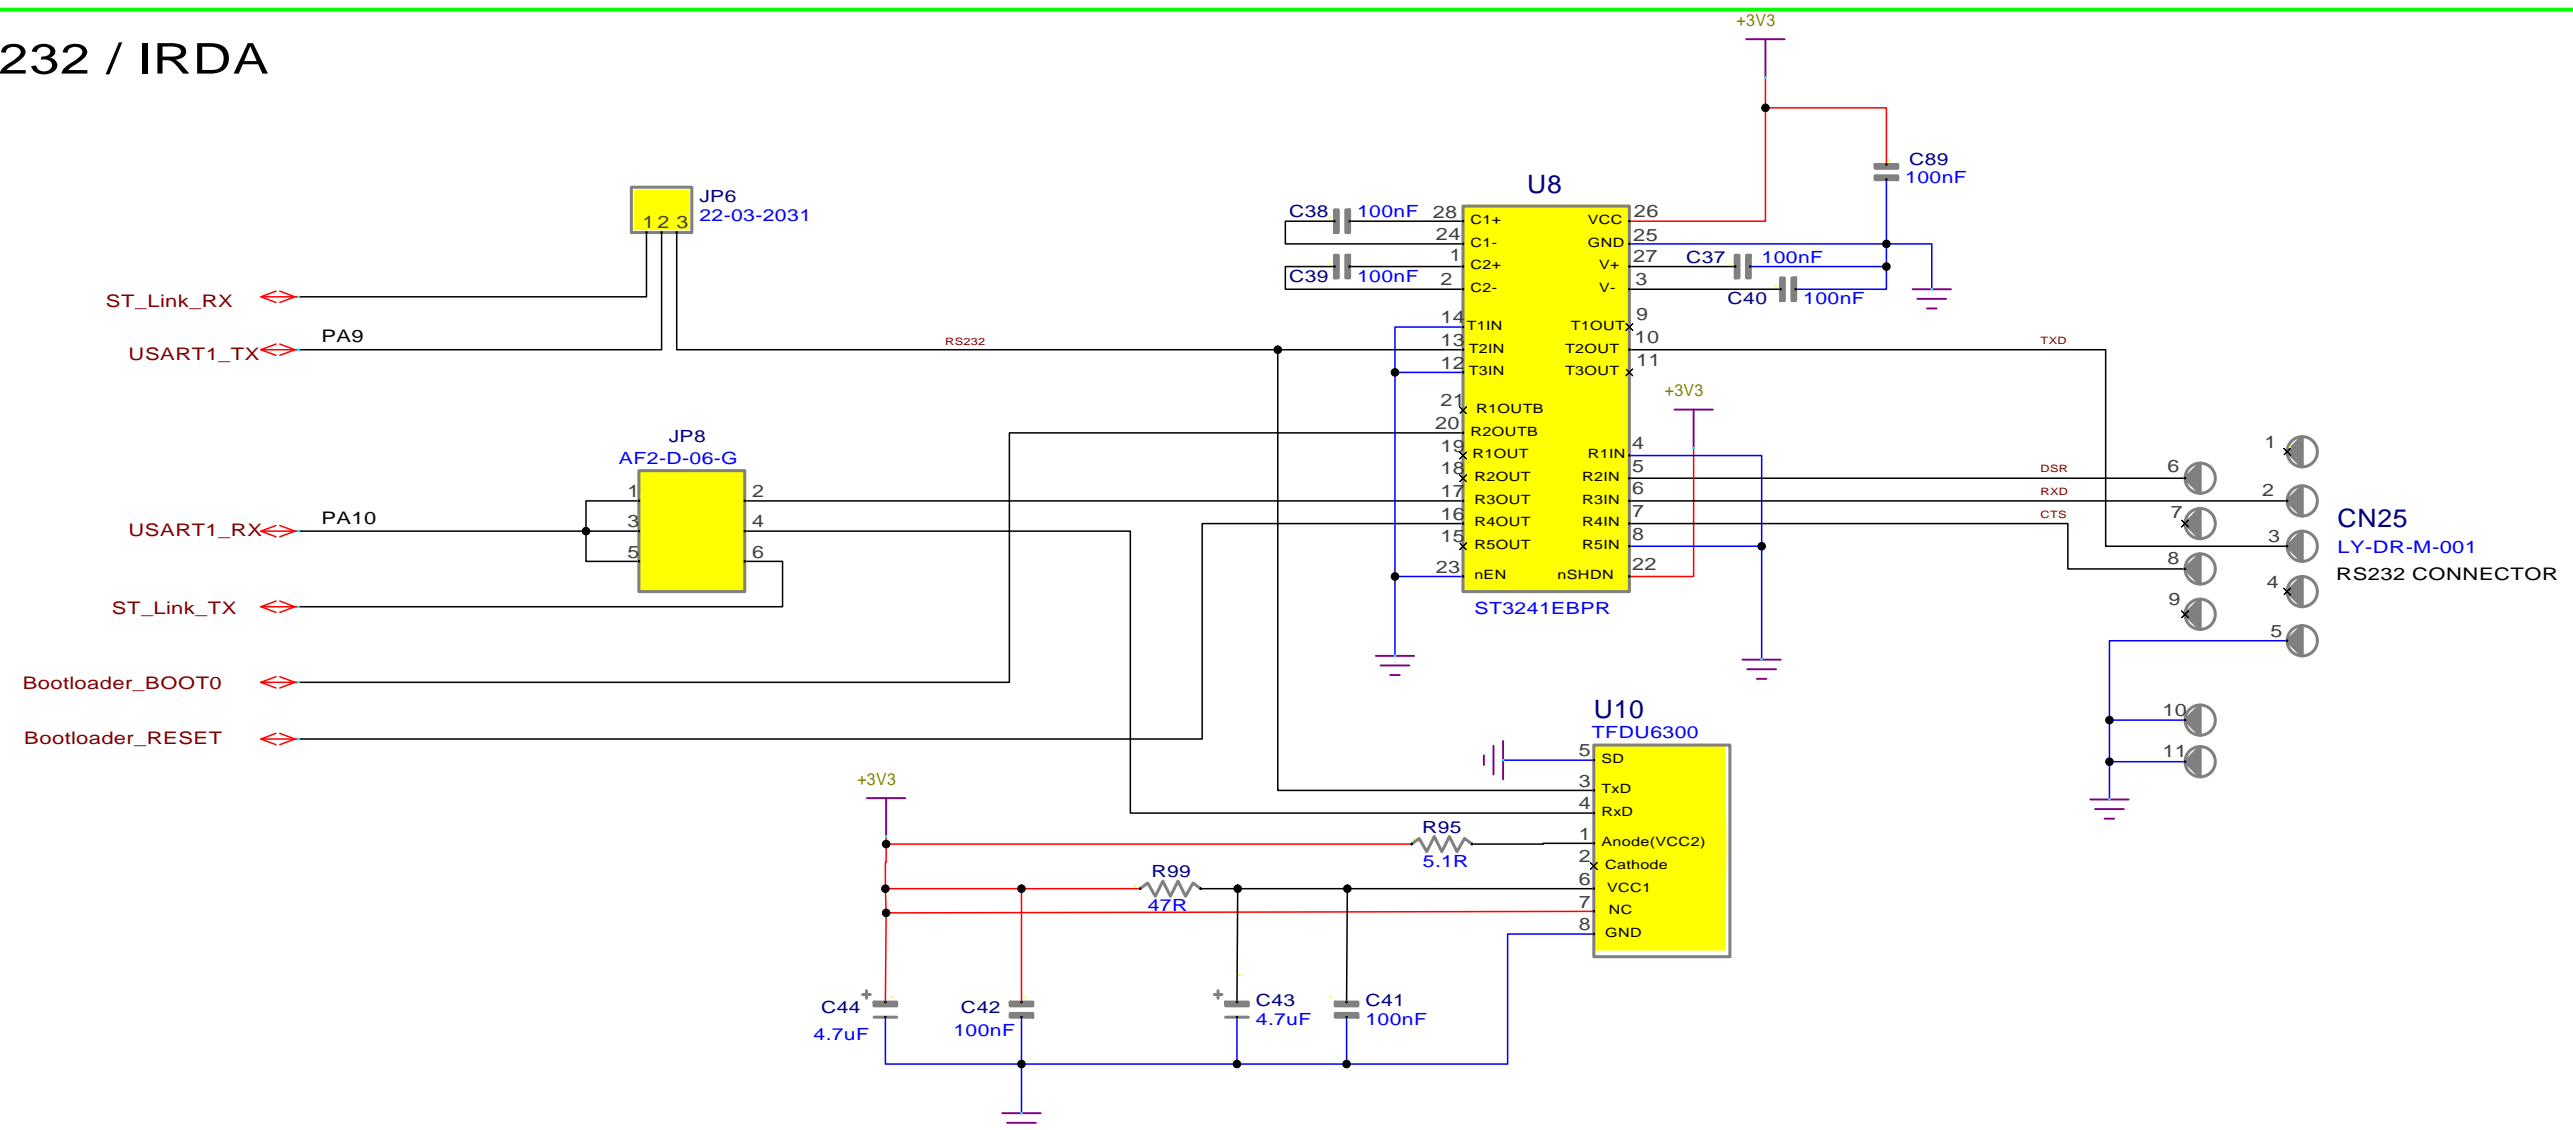 232 / IRDA
+3V3
C89
100nF
U8
JP6
22-03-2031
1 2 3
C38 100nF
C39 100nF
28 C1+
24 C1-
1 C2+
2 C2-
14 T1IN
13 T2IN
12 T3IN
21 R1OUTB
20 R2OUTB
19 R1OUT
18 R2OUT
17 R3OUT
16 R4OUT
15 R5OUT
23 nEN
VCC 26
GND 25
V+ 27
V- 3
T1OUT 9
T2OUT 10
T3OUT 11
R1IN 4
R2IN 5
R3IN 6
R4IN 7
R5IN 8
nSHDN 22
ST3241EBPR
C37 100nF
C40 100nF
+3V3
ST_Link_RX
USART1_TX PA9
RS232
TXD
DSR
RXD
CTS
JP8
AF2-D-06-G
1 2
3 4
5 6
USART1_RX PA10
ST_Link_TX
Bootloader_BOOT0
Bootloader_RESET
1
6
2
7
3
8
4
9
5
10
11
CN25
LY-DR-M-001
RS232 CONNECTOR
U10
TFDU6300
5 SD
3 TxD
4 RxD
1 Anode(VCC2)
2 Cathode
6 VCC1
7 NC
8 GND
+3V3
R95
5.1R
R99
47R
C44
4.7uF
C42
100nF
C43
4.7uF
C41
100nF